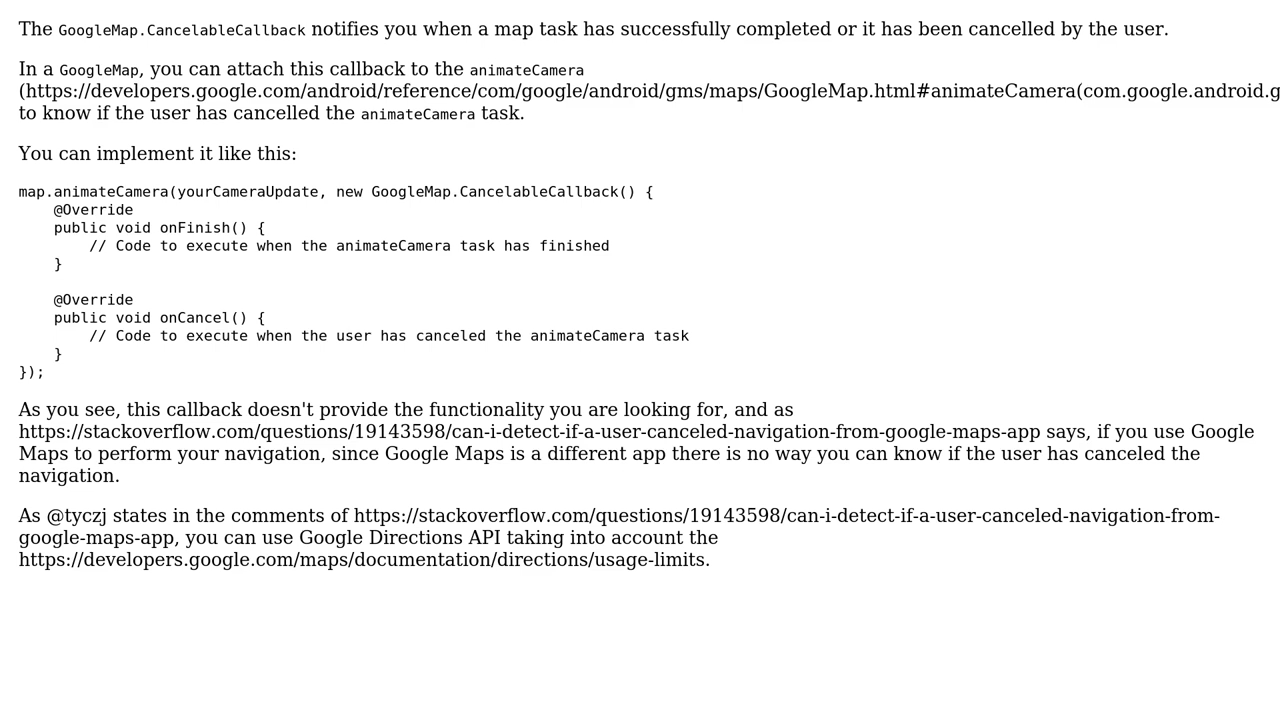 The GoogleMap.CancelableCallback notifies you when a map task has successfully completed or it has been cancelled by the user.
In a GoogleMap, you can attach this callback to the animateCamera
(https://developers.google.com/android/reference/com/google/android/gms/maps/GoogleMap.html#animateCamera(com.google.android.g
to know if the user has cancelled the animateCamera task.
You can implement it like this:
map.animateCamera(yourCameraUpdate, new GoogleMap.CancelableCallback() {
    @Override
    public void onFinish() {
        // Code to execute when the animateCamera task has finished
    }

    @Override
    public void onCancel() {
        // Code to execute when the user has canceled the animateCamera task
    }
});
As you see, this callback doesn't provide the functionality you are looking for, and as
https://stackoverflow.com/questions/19143598/can-i-detect-if-a-user-canceled-navigation-from-google-maps-app says, if you use Google
Maps to perform your navigation, since Google Maps is a different app there is no way you can know if the user has canceled the
navigation.
As @tyczj states in the comments of https://stackoverflow.com/questions/19143598/can-i-detect-if-a-user-canceled-navigation-from-
google-maps-app, you can use Google Directions API taking into account the
https://developers.google.com/maps/documentation/directions/usage-limits.